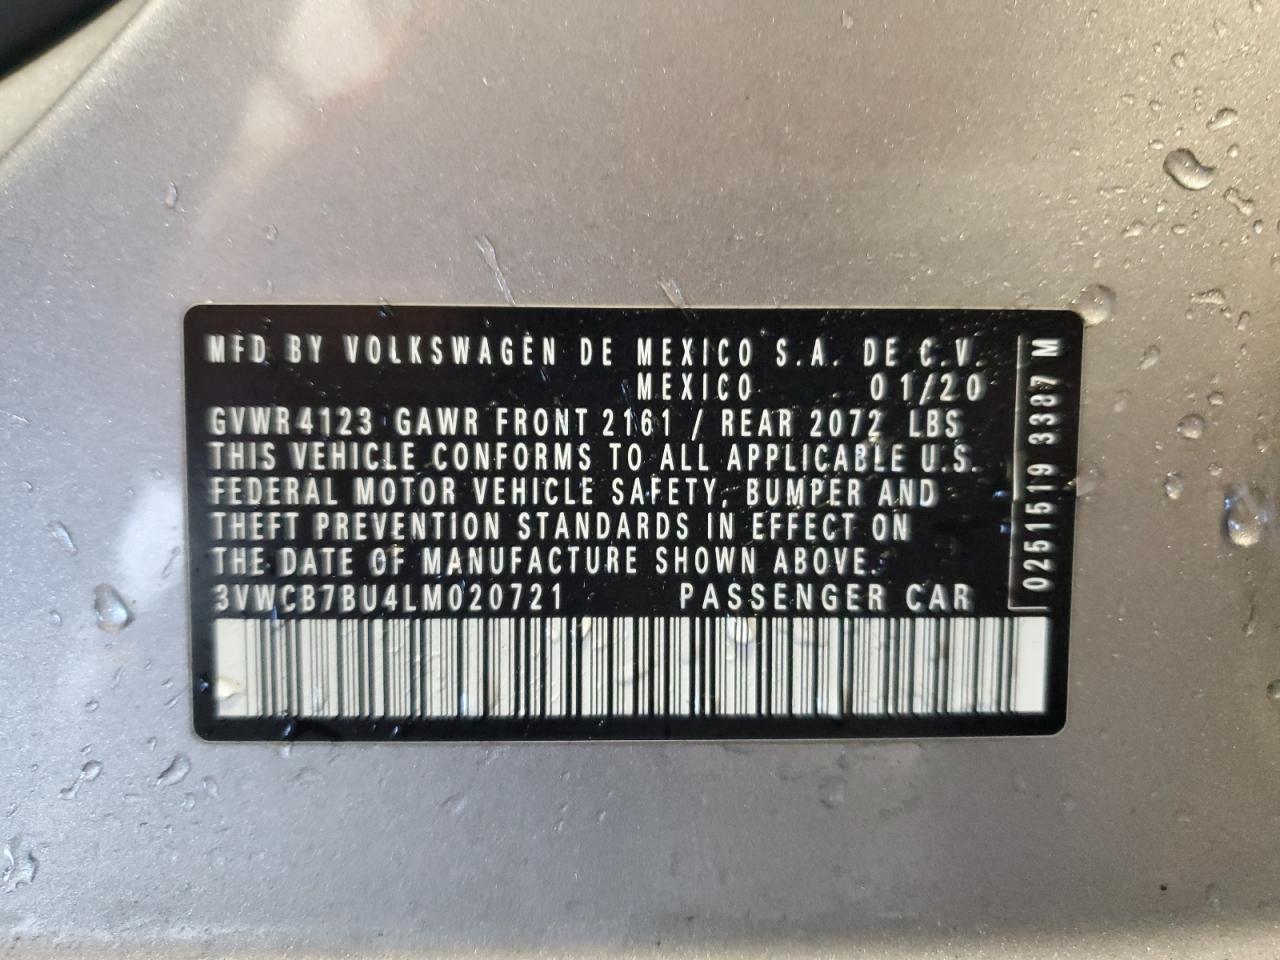 MFD BY VOLKSWAGEN DE MEXICO S.A. DE C.V.
MEXICO 01/20
GVWR 4123 GAWR FRONT 2161 / REAR 2072 LBS
THIS VEHICLE CONFORMS TO ALL APPLICABLE U.S.
FEDERAL MOTOR VEHICLE SAFETY, BUMPER AND
THEFT PREVENTION STANDARDS IN EFFECT ON
THE DATE OF MANUFACTURE SHOWN ABOVE.
3VWCB7BU4LM020721 PASSENGER CAR
0251519 3387 M